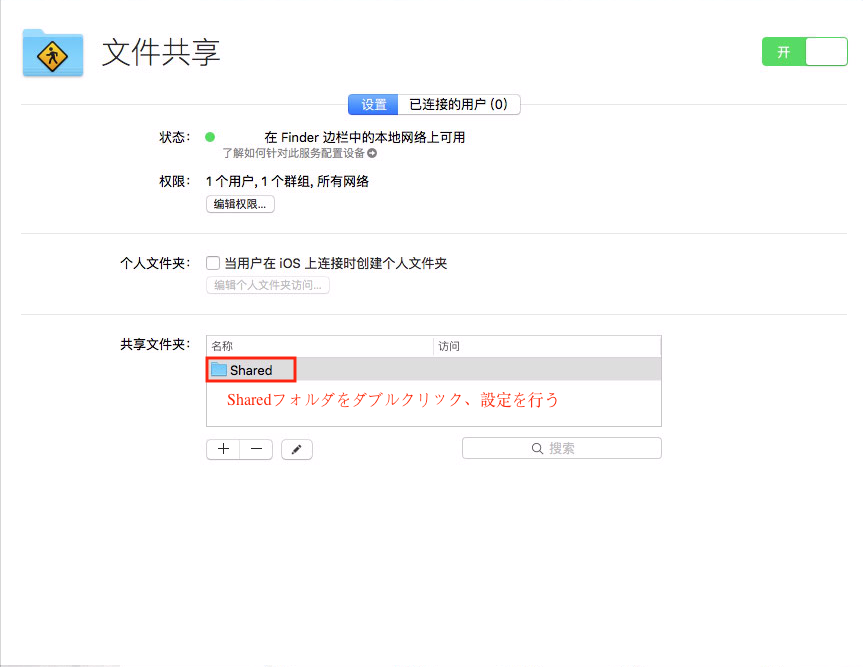 文件共享
开
设置 已连接的用户 (0)
状态: 在 Finder 边栏中的本地网络上可用
了解如何针对此服务配置设备
权限: 1 个用户, 1 个群组, 所有网络
编辑权限...
个人文件夹: 当用户在 iOS 上连接时创建个人文件夹
编辑个人文件夹访问...
共享文件夹: 名称 访问
Shared
Sharedフォルダをダブルクリック、設定を行う
搜索